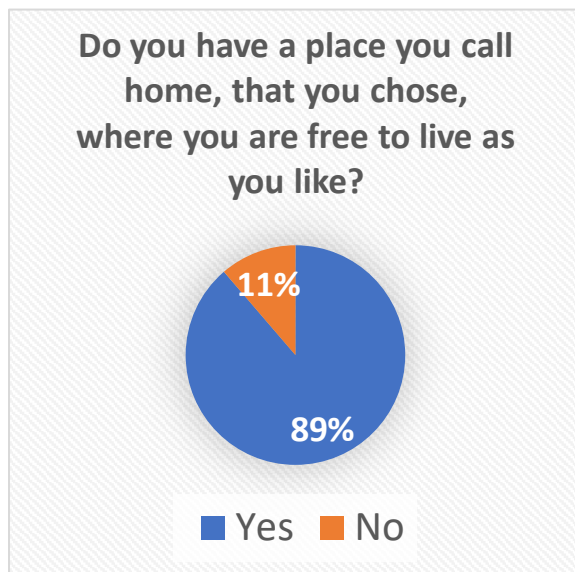 Do you have a place you call
home, that you chose,
where you are free to live as
you like?
11%
89%
Yes No